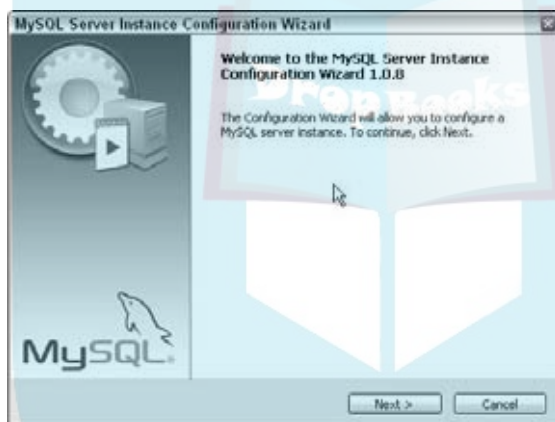 MySQL Server Instance Configuration Wizard
Welcome to the MySQL Server Instance
Configuration Wizard 1.0.8
DropBooks
The Configuration Wizard will allow you to configure a
MySQL server instance. To continue, click Next.
MySQL.
Next >
Cancel